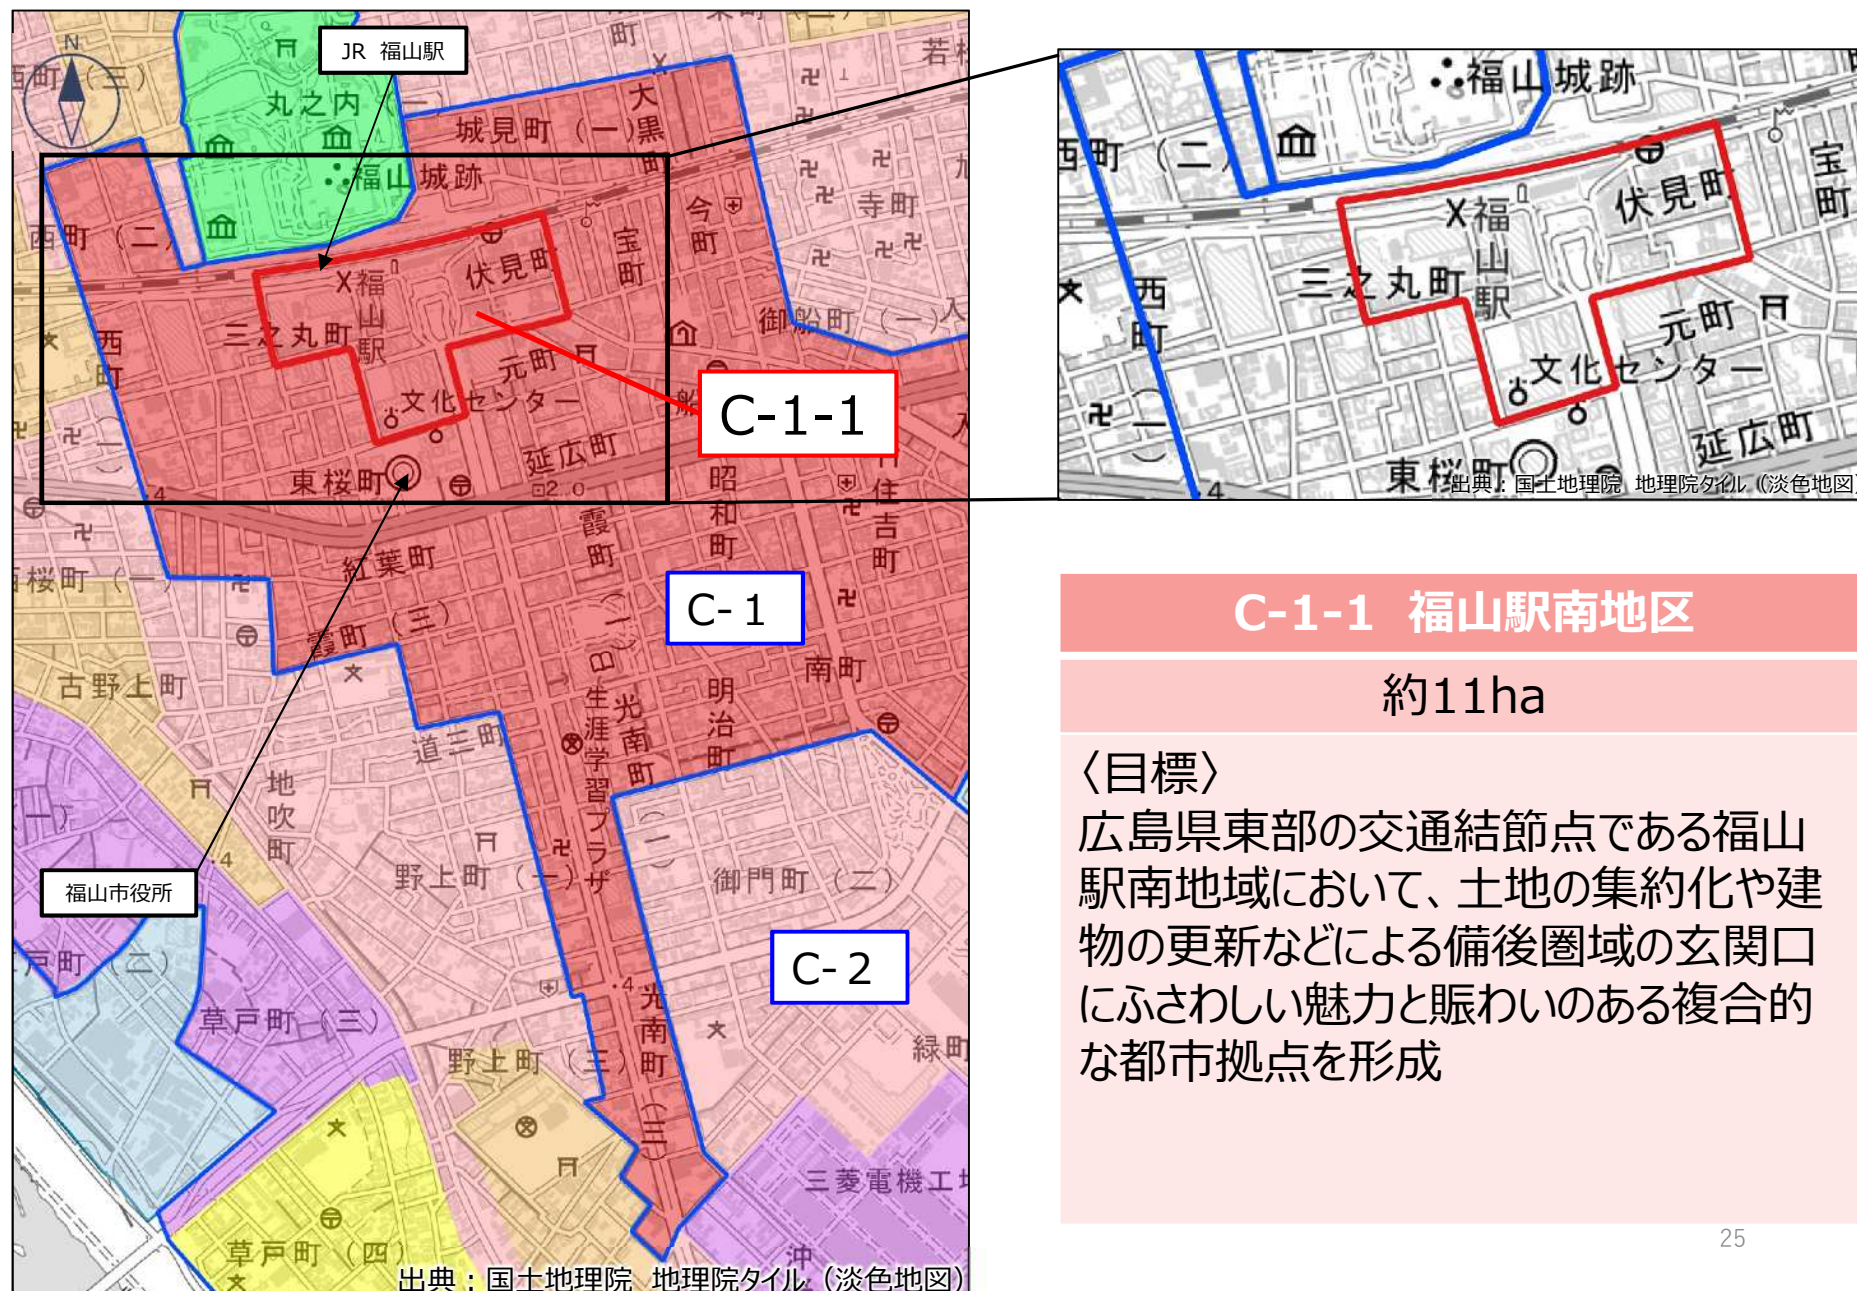 N
JR 福山駅
丸之内
城見町（一）
大黒町
福山城跡
西町（二）
今町
寺町
宝町
伏見町
福山駅
三之丸町
西町（一）
御船町（一）
元町
文化センター
C-1-1
延広町
東桜町
昭和町
住吉町
霞町（一）
紅葉町
C-１
霞町（三）
南町
古野上町
明治町
光南町（一）
生涯学習プラザ
道三町
地吹町
野上町（一）
御門町（二）
福山市役所
C-２
草戸町（三）
光南町（三）
緑町
野上町（三）
三菱電機工場
草戸町（四）
沖
出典：国土地理院 地理院タイル（淡色地図）
福山城跡
西町（二）
宝町
伏見町
福山駅
三之丸町
西町（一）
元町
文化センター
延広町
東桜町
出典：国土地理院 地理院タイル（淡色地図）
C-1-1 福山駅南地区
約11ha
〈目標〉
広島県東部の交通結節点である福山
駅南地域において、土地の集約化や建
物の更新などによる備後圏域の玄関口
にふさわしい魅力と賑わいのある複合的
な都市拠点を形成
25